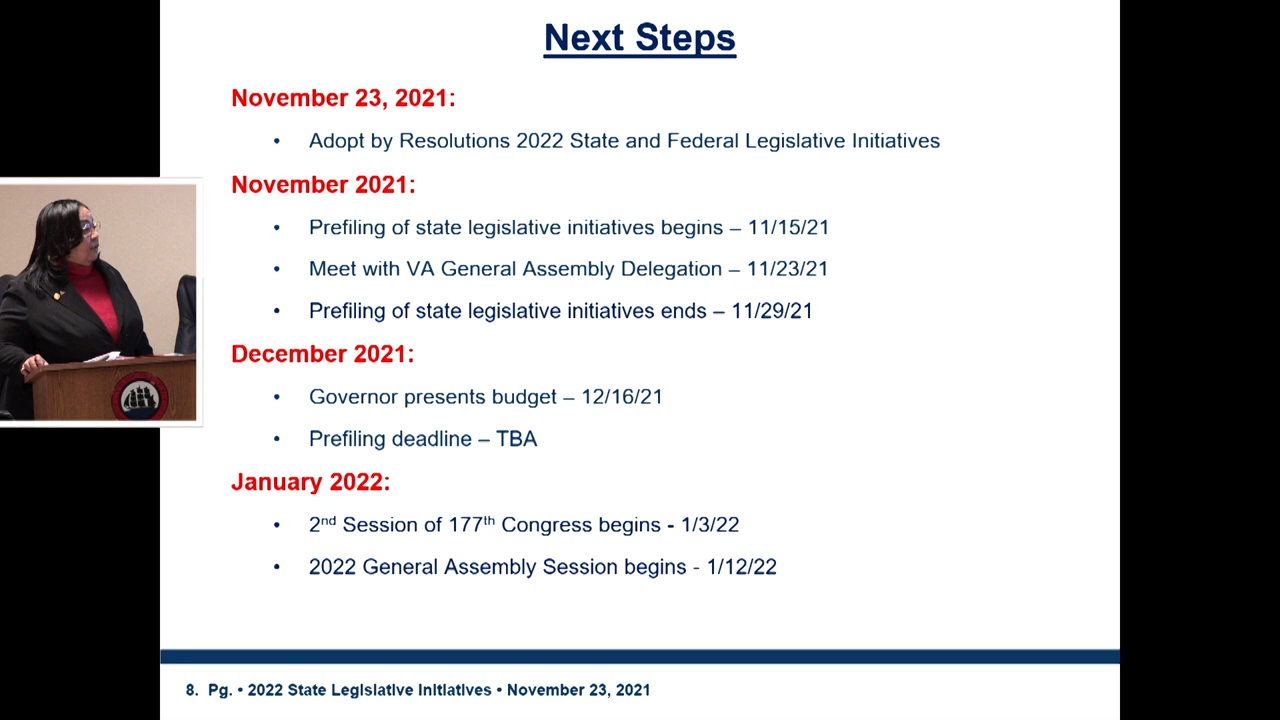 Next Steps
November 23, 2021:
• Adopt by Resolutions 2022 State and Federal Legislative Initiatives
November 2021:
• Prefiling of state legislative initiatives begins – 11/15/21
• Meet with VA General Assembly Delegation – 11/23/21
• Prefiling of state legislative initiatives ends – 11/29/21
December 2021:
• Governor presents budget – 12/16/21
• Prefiling deadline – TBA
January 2022:
• 2nd Session of 177th Congress begins - 1/3/22
• 2022 General Assembly Session begins - 1/12/22
8. Pg. • 2022 State Legislative Initiatives • November 23, 2021